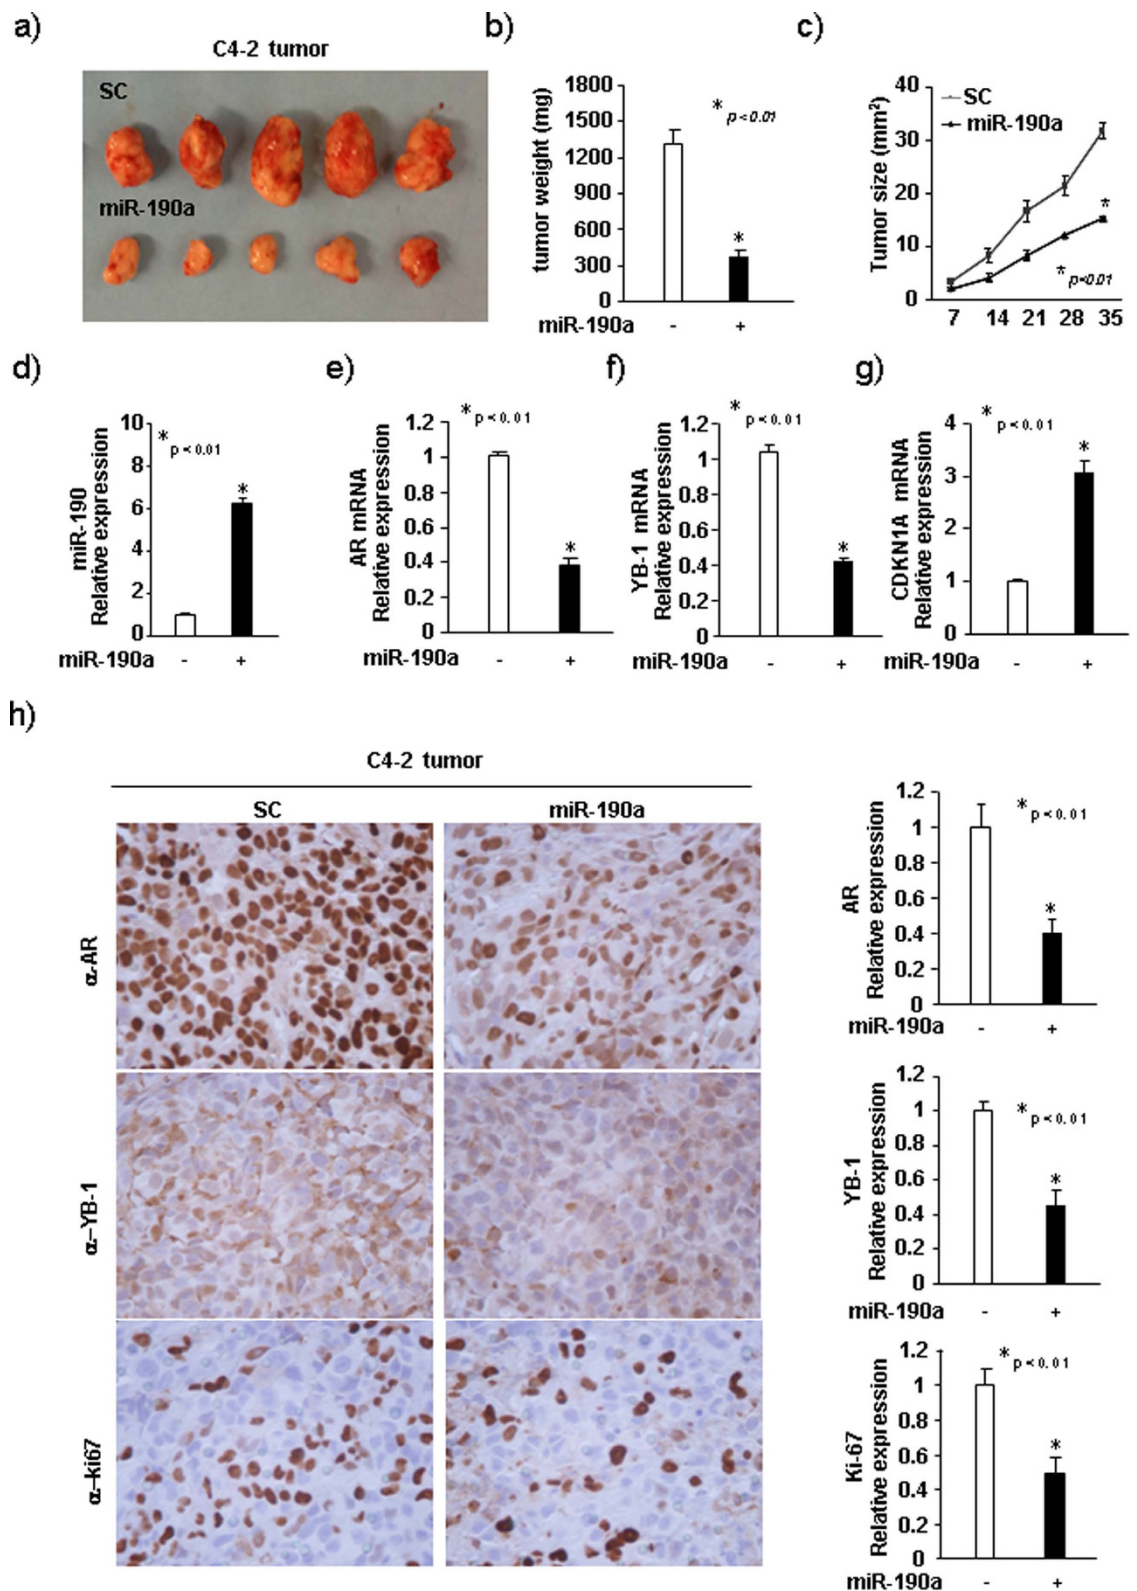 a)
C4-2 tumor
SC
miR-190a
b)
tumor weight (mg)
1800
1500
1200
900
600
300
0
* p<0.01
*
miR-190a - +
c)
Tumor size (mm²)
40
30
20
10
0
SC
miR-190a
*
* p<0.01
7 14 21 28 35
d)
miR-190
Relative expression
10
8
6
4
2
0
* p<0.01
*
miR-190a - +
e)
AR mRNA
Relative expression
1.2
1
0.8
0.6
0.4
0.2
0
* p<0.01
*
miR-190a - +
f)
YB-1 mRNA
Relative expression
1.2
1
0.8
0.6
0.4
0.2
0
* p<0.01
*
miR-190a - +
g)
CDKN1A mRNA
Relative expression
4
3
2
1
0
* p<0.01
*
miR-190a - +
h)
C4-2 tumor
SC miR-190a
α-AR
α-YB-1
α-ki67
AR
Relative expression
1.2
1
0.8
0.6
0.4
0.2
0
* p<0.01
*
miR-190a - +
YB-1
Relative expression
1.2
1
0.8
0.6
0.4
0.2
0
* p<0.01
*
miR-190a - +
Ki-67
Relative expression
1.2
1
0.8
0.6
0.4
0.2
0
* p<0.01
*
miR-190a - +